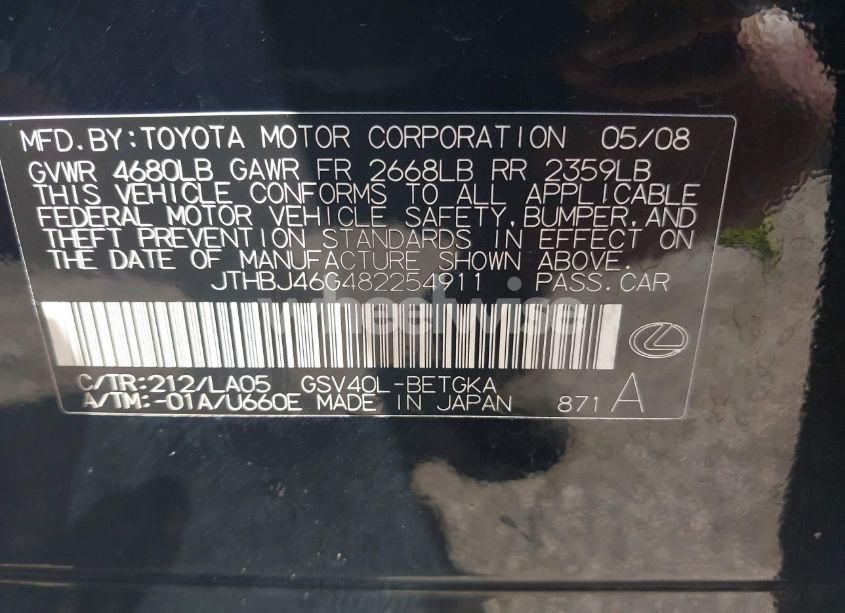 MFD.BY:TOYOTA MOTOR CORPORATION 05/08
GVWR 4680LB GAWR FR 2668LB RR 2359LB
THIS VEHICLE CONFORMS TO ALL APPLICABLE
FEDERAL MOTOR VEHICLE SAFETY, BUMPER, AND
THEFT PREVENTION STANDARDS IN EFFECT ON
THE DATE OF MANUFACTURE SHOWN ABOVE.
JTHBJ46G482254911 PASS.CAR
wheelwise
C/TR:212/LA05 GSV40L-BETGKA
A/TM:-01A/U660E MADE IN JAPAN 871 A